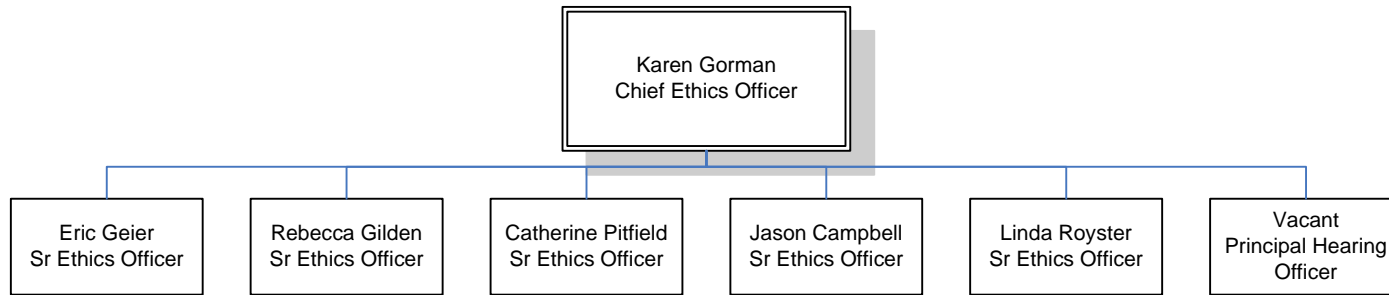 Karen Gorman
Chief Ethics Officer
Eric Geier
Sr Ethics Officer
Rebecca Gilden
Sr Ethics Officer
Catherine Pitfield
Sr Ethics Officer
Jason Campbell
Sr Ethics Officer
Linda Royster
Sr Ethics Officer
Vacant
Principal Hearing
Officer